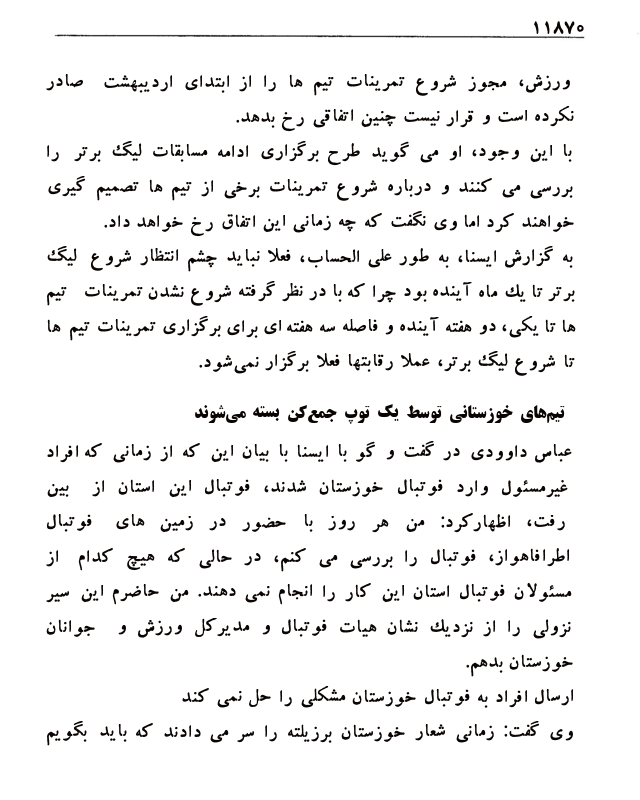 ۱۱۸۷۰
ورزش، مجوز شروع تمرینات تیم ها را از ابتدای اردیبهشت صادر
نکرده است و قرار نیست چنین اتفاقی رخ بدهد.
با این وجود، او می گوید طرح برگزاری ادامه مسابقات لیگ برتر را
بررسی می کنند و درباره شروع تمرینات برخی از تیم ها تصمیم گیری
خواهند کرد اما وی نگفت که چه زمانی این اتفاق رخ خواهد داد.
به گزارش ایسنا، به طور علی الحساب، فعلا نباید چشم انتظار شروع لیگ
برتر تا یک ماه آینده بود چرا که با در نظر گرفته شروع نشدن تمرینات تیم
ها تا یکی، دو هفته آینده و فاصله سه هفته ای برای برگزاری تمرینات تیم ها
تا شروع لیگ برتر، عملا رقابتها فعلا برگزار نمی‌شود.
تیم‌های خوزستانی توسط یک توپ جمع‌کن بسته می‌شوند
عباس داوودی در گفت و گو با ایسنا با بیان این که از زمانی که افراد
غیرمسئول وارد فوتبال خوزستان شدند، فوتبال این استان از بین
رفت، اظهارکرد: من هر روز با حضور در زمین های فوتبال
اطرافاهواز، فوتبال را بررسی می کنم، در حالی که هیچ کدام از
مسئولان فوتبال استان این کار را انجام نمی دهند. من حاضرم این سیر
نزولی را از نزدیک نشان هیات فوتبال و مدیرکل ورزش و جوانان
خوزستان بدهم.
ارسال افراد به فوتبال خوزستان مشکلی را حل نمی کند
وی گفت: زمانی شعار خوزستان برزیلته را سر می دادند که باید بگویم